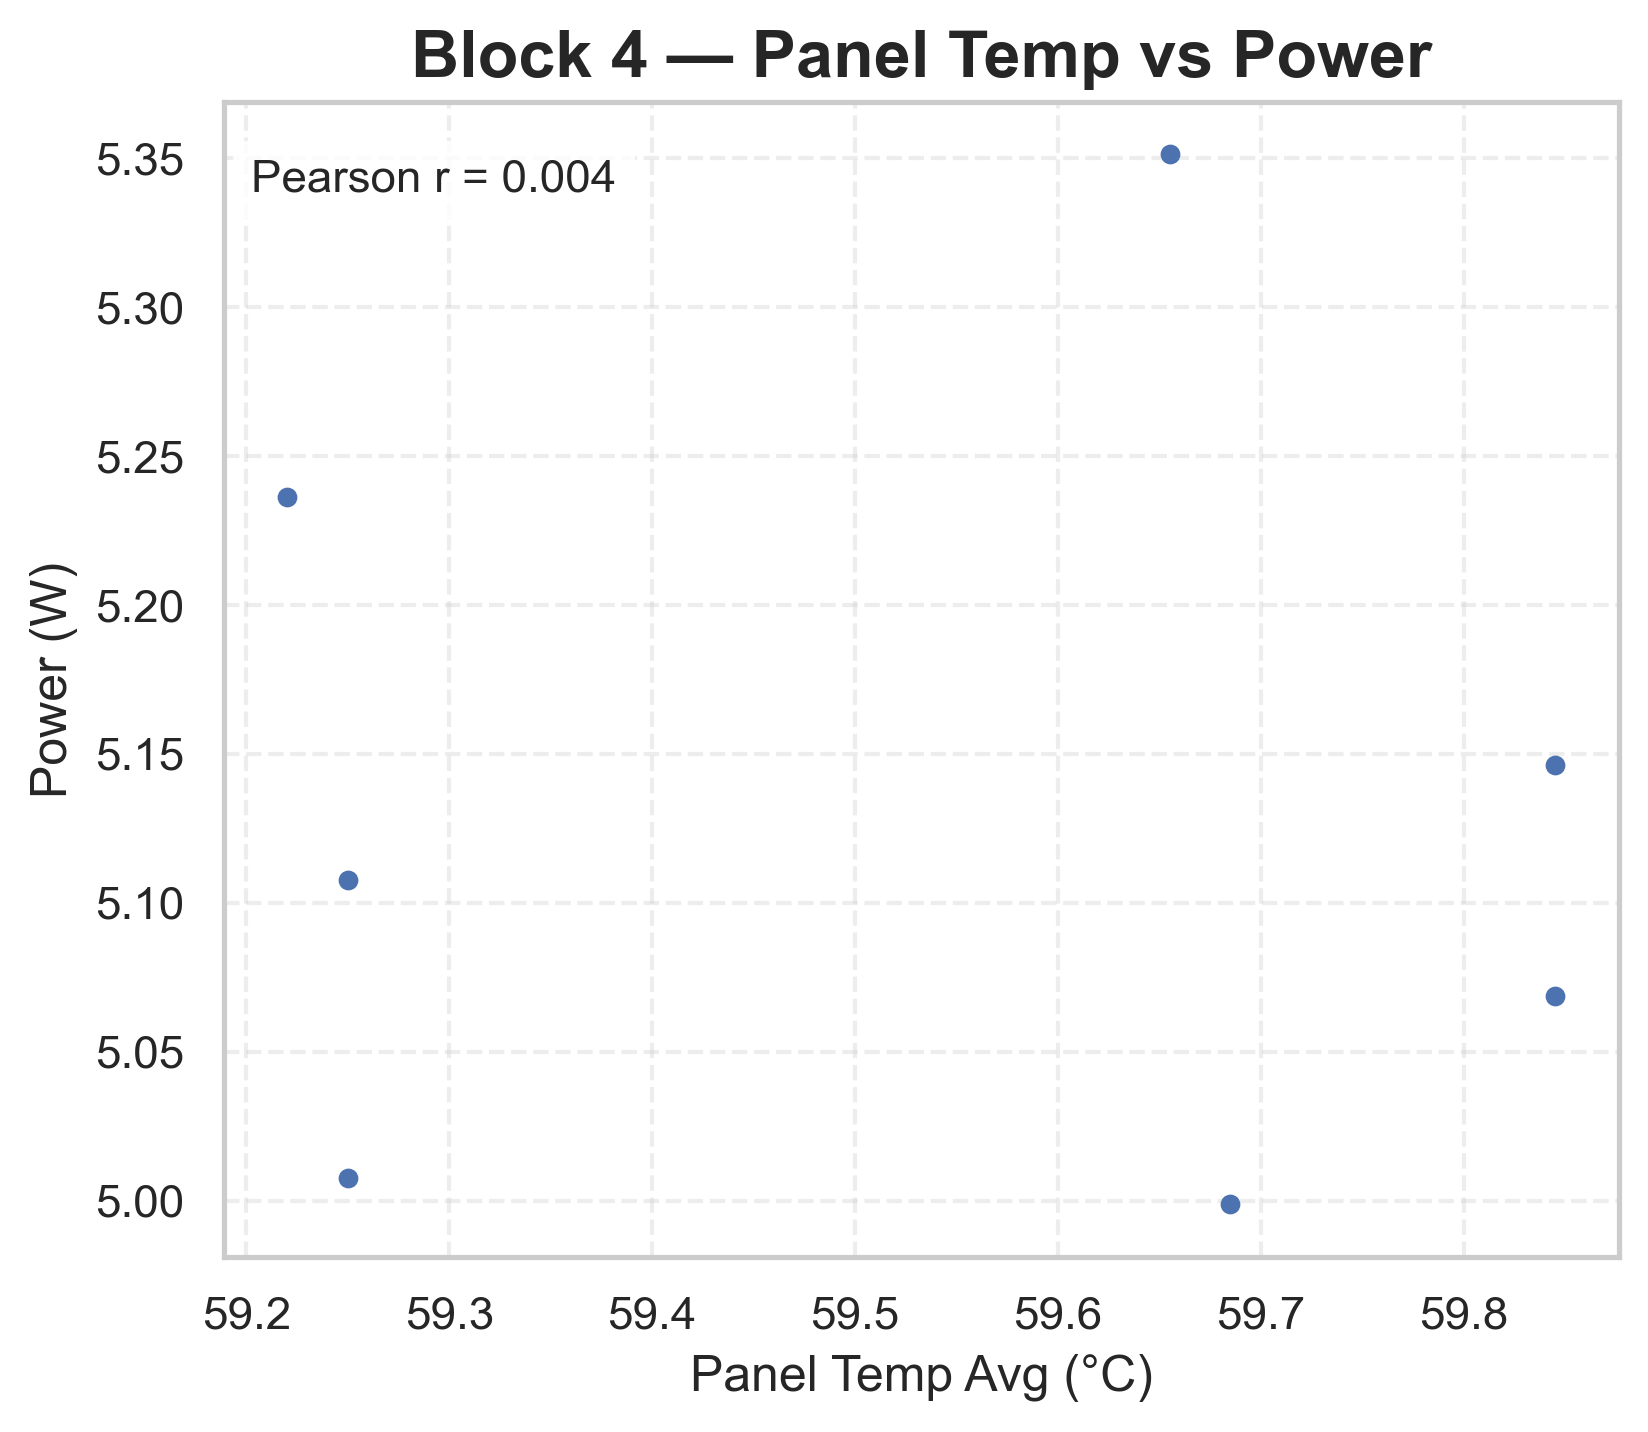 Block 4 — Panel Temp vs Power
Pearson r = 0.004
5.35
5.30
5.25
5.20
5.15
5.10
5.05
5.00
Power (W)
59.2 59.3 59.4 59.5 59.6 59.7 59.8
Panel Temp Avg (°C)